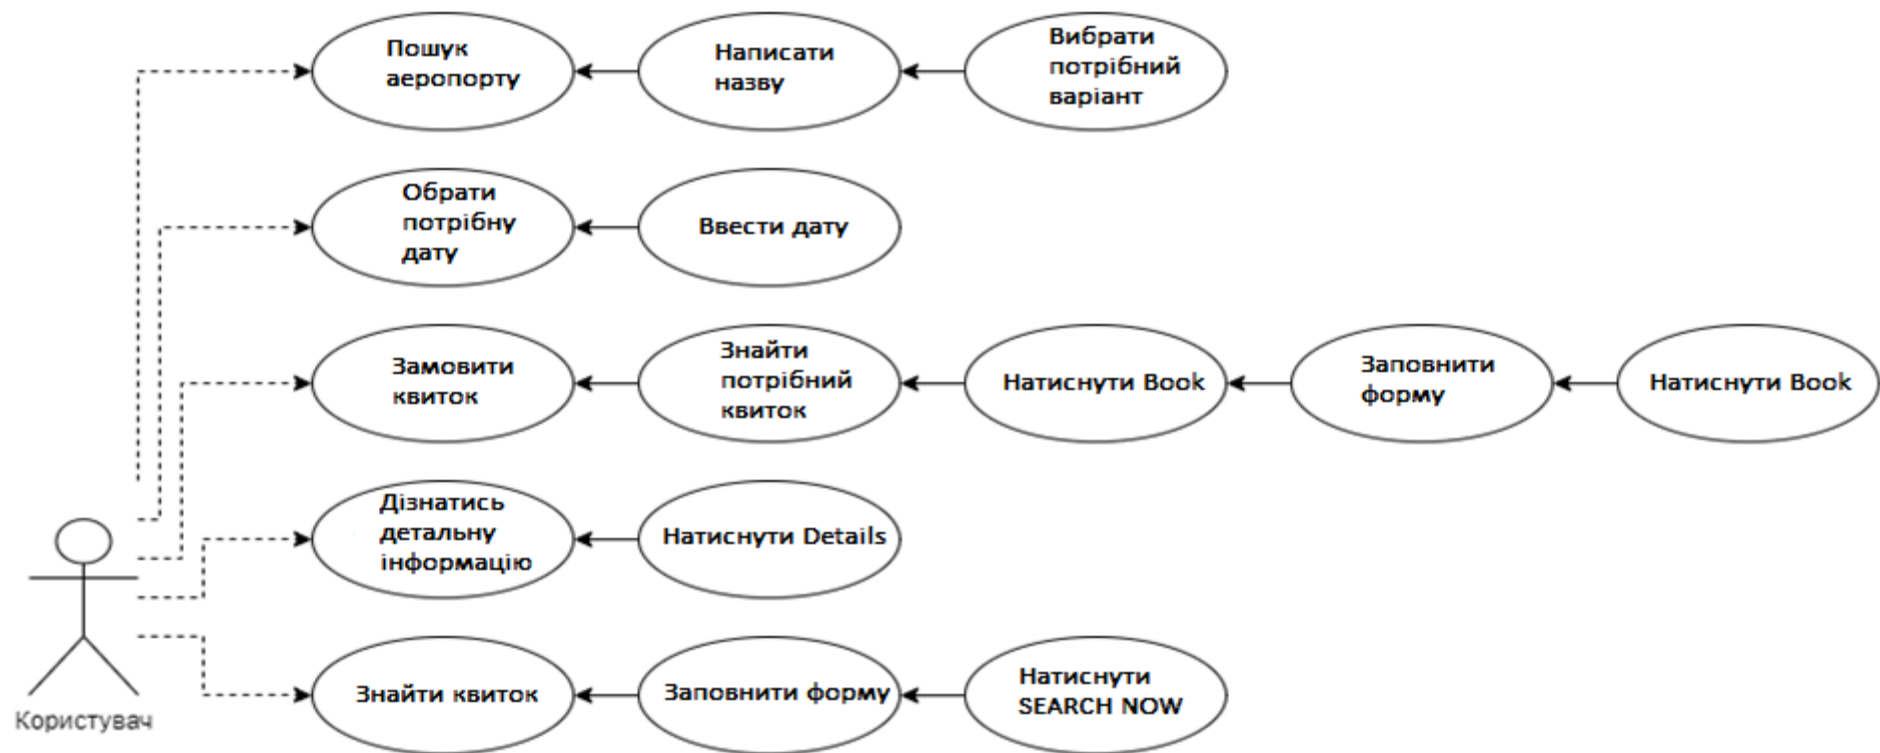 Пошук
аеропорту
Написати
назву
Вибрати
потрібний
варіант
Обрати
потрібну
дату
Ввести дату
Замовити
квиток
Знайти
потрібний
квиток
Натиснути Book
Заповнити
форму
Натиснути Book
Дізнатись
детальну
інформацію
Натиснути Details
Знайти квиток
Заповнити форму
Натиснути
SEARCH NOW
Користувач